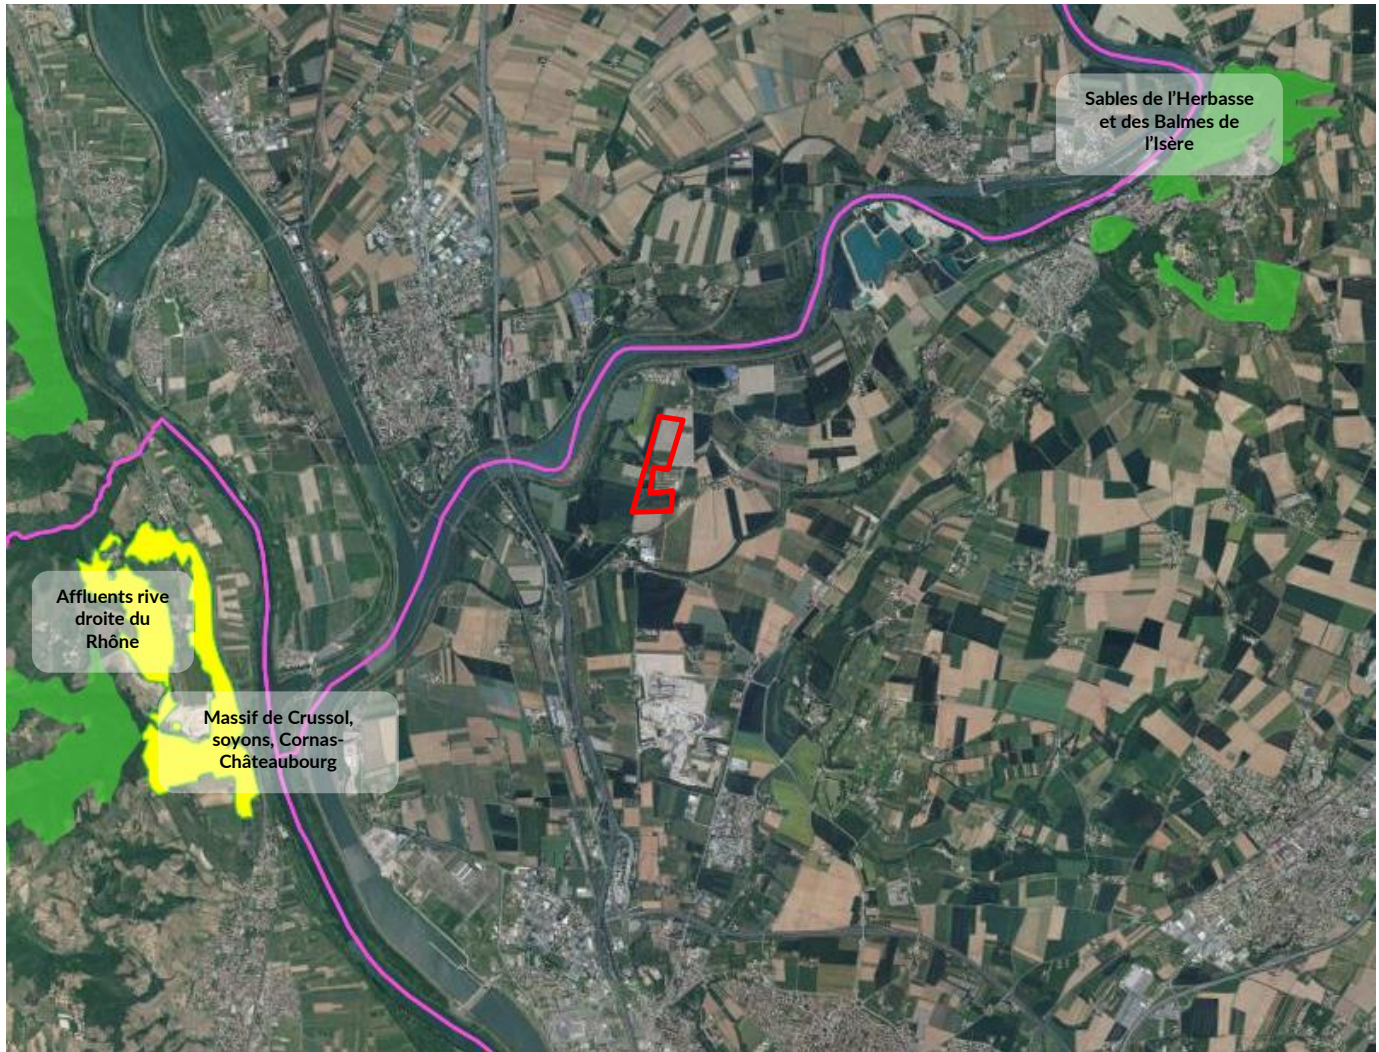 Sables de l'Herbasse
et des Balmes de
l'Isère
Affluents rive
droite du
Rhône
Massif de Crussol,
soyons, Cornas-
Châteaubourg